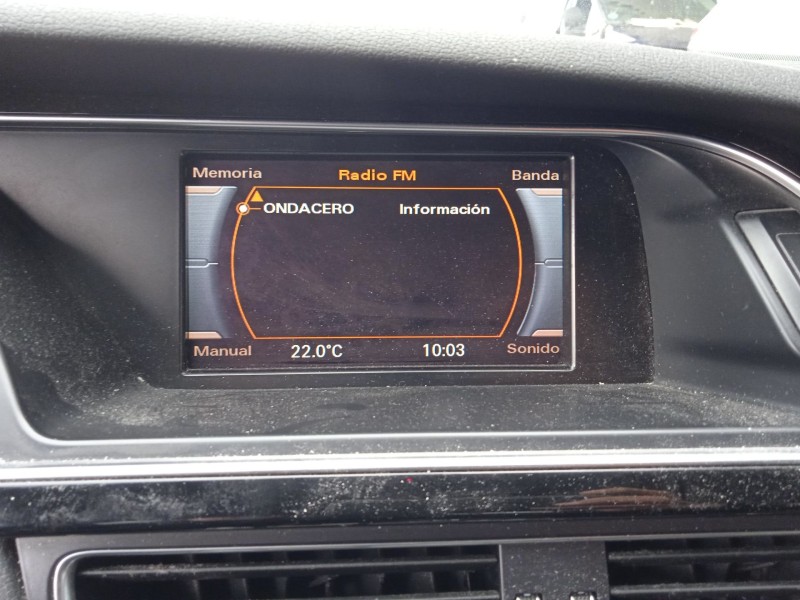 Memoria Radio FM Banda
ONDACERO Información
Manual 22.0°C 10:03 Sonido